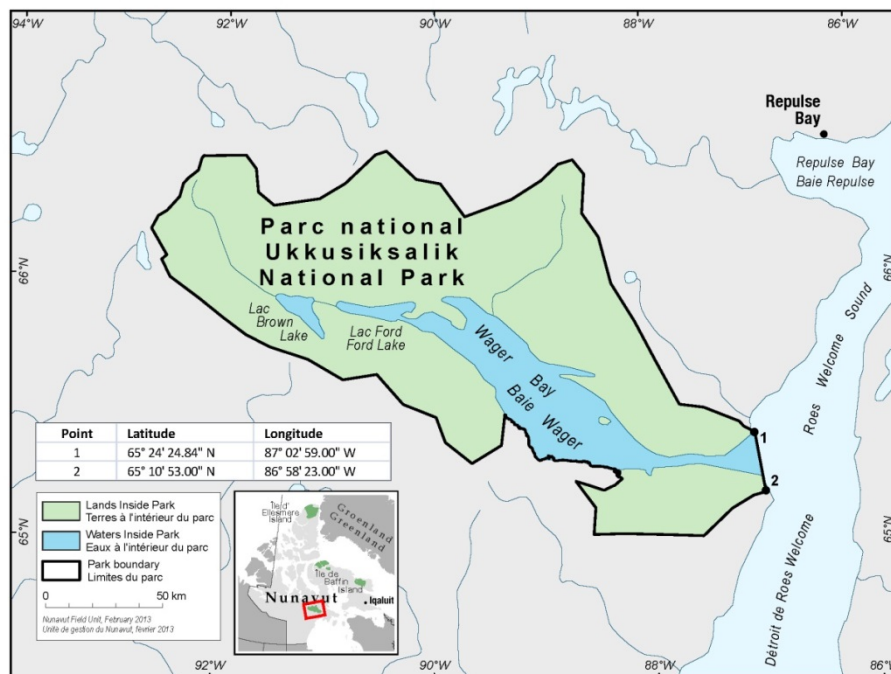 94°W
92°W
90°W
88°W
86°W
Repulse
Bay
Repulse Bay
Baie Repulse
Parc national
Ukkusiksalik
National Park
66°N
66°N
Lac
Brown
Lake
Lac Ford
Ford Lake
Wager Bay
Baie Wager
Roes Welcome Sound
1
2
Point Latitude Longitude
1 65° 24' 24.84" N 87° 02' 59.00" W
2 65° 10' 53.00" N 86° 58' 23.00" W
Lands Inside Park
Terres à l'intérieur du parc
Waters Inside Park
Eaux à l'intérieur du parc
Park boundary
Limites du parc
0 50 km
Nunavut Field Unit, February 2013
Unité de gestion du Nunavut, février 2013
Île d'
Ellesmere
Island
Groenland
Greenland
Île de
Baffin
Island
Nunavut
Iqaluit
65°N
65°N
Détroit de Roes Welcome
92°W
90°W
88°W
86°W